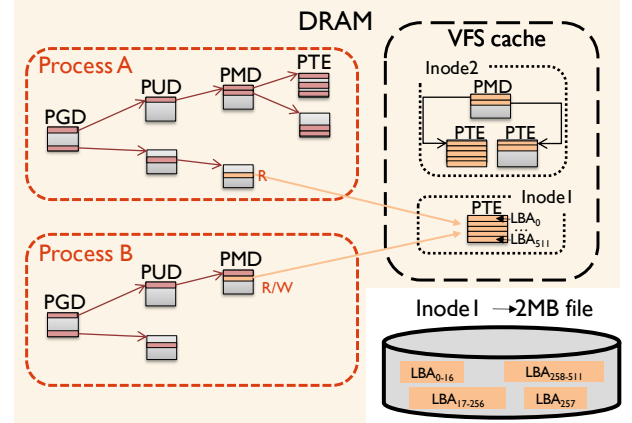 DRAM
Process A
PGD
PUD
PMD
PTE
R
VFS cache
Inode2
PMD
PTE PTE
Inode1
PTE
LBA0
...
LBA511
Process B
PGD
PUD
PMD
R/W
Inode1 → 2MB file
LBA0-16
LBA258-511
LBA17-256
LBA257